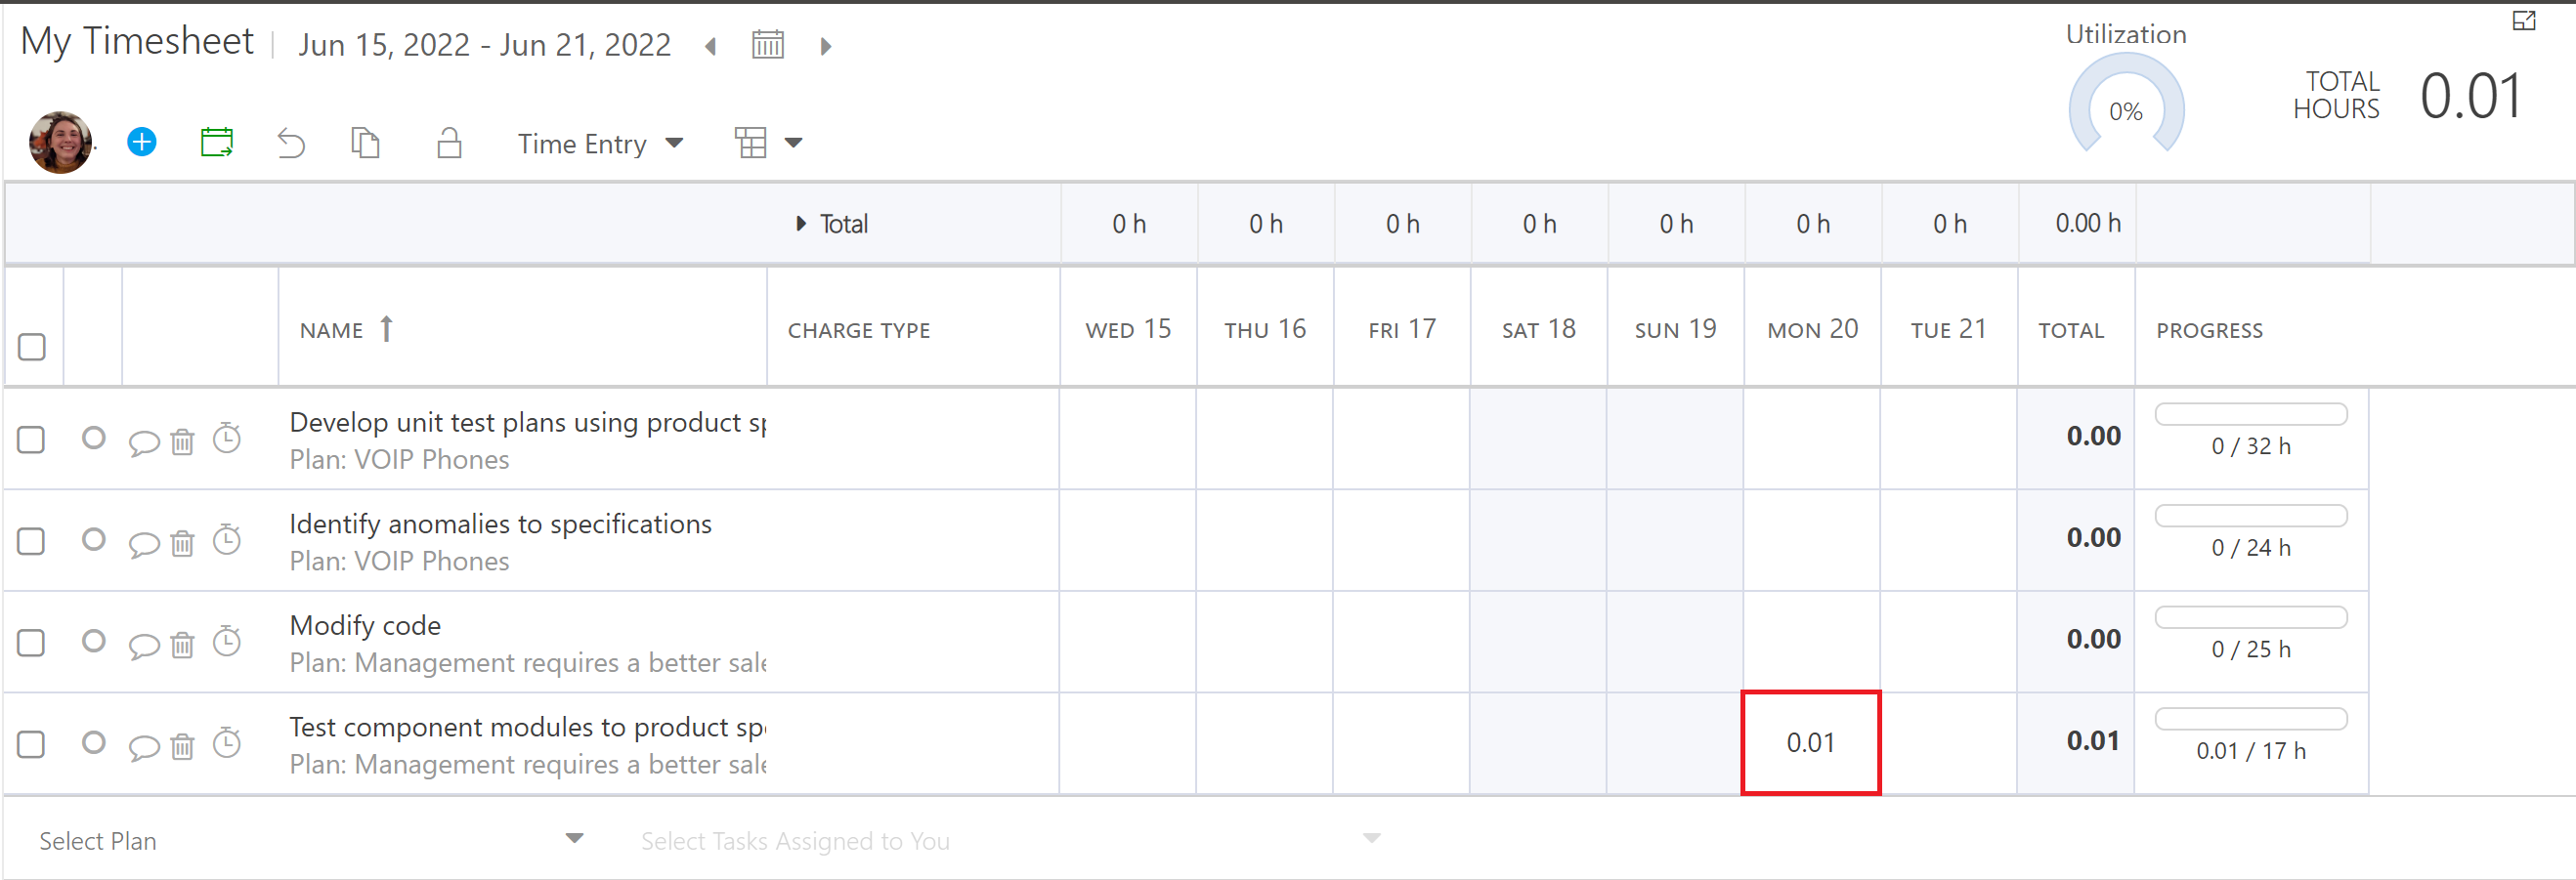 My Timesheet Jun 15, 2022 - Jun 21, 2022
Utilization
0%
TOTAL HOURS 0.01
Time Entry
Total 0 h 0 h 0 h 0 h 0 h 0 h 0 h 0.00 h
NAME CHARGE TYPE WED 15 THU 16 FRI 17 SAT 18 SUN 19 MON 20 TUE 21 TOTAL PROGRESS
Develop unit test plans using product sp
Plan: VOIP Phones
0.00
0 / 32 h
Identify anomalies to specifications
Plan: VOIP Phones
0.00
0 / 24 h
Modify code
Plan: Management requires a better sale
0.00
0 / 25 h
Test component modules to product spe
Plan: Management requires a better sale
0.01
0.01
0.01 / 17 h
Select Plan Select Tasks Assigned to You